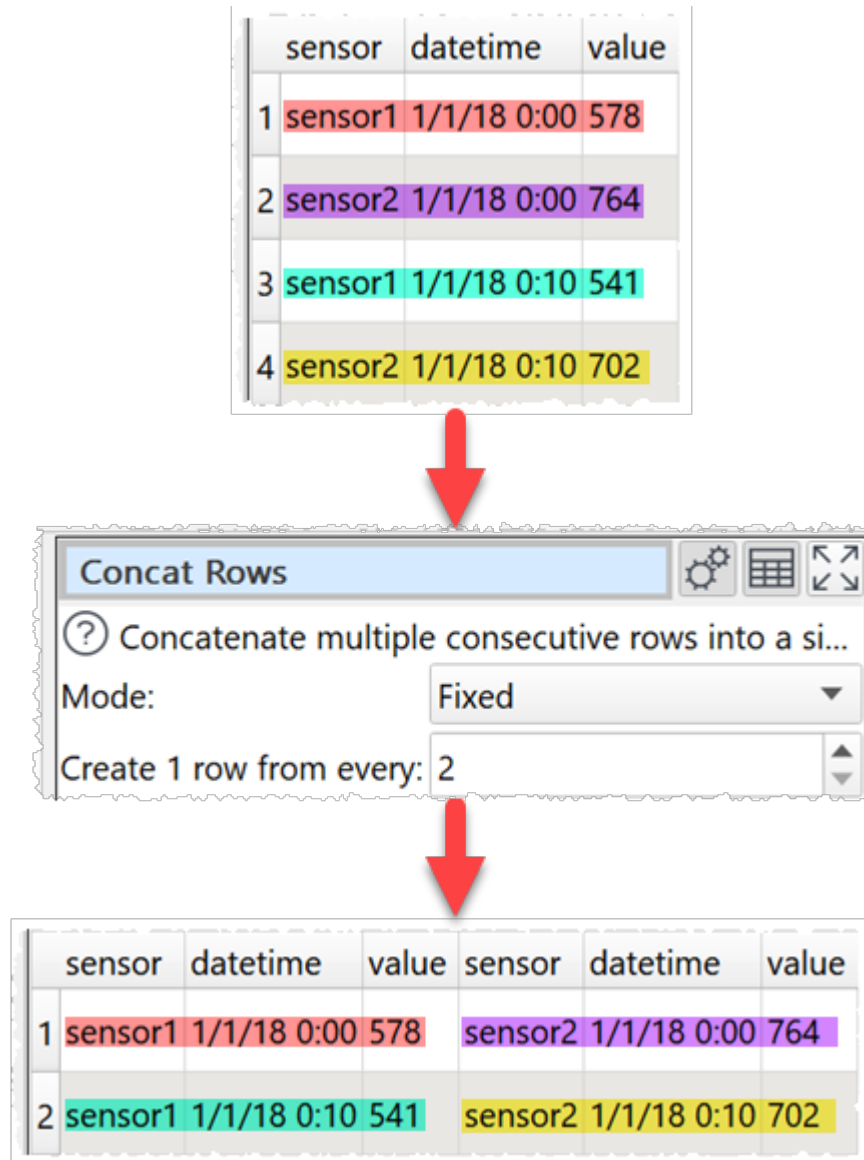 sensor datetime value
1 sensor1 1/1/18 0:00 578
2 sensor2 1/1/18 0:00 764
3 sensor1 1/1/18 0:10 541
4 sensor2 1/1/18 0:10 702
Concat Rows
? Concatenate multiple consecutive rows into a si...
Mode: Fixed
Create 1 row from every: 2
sensor datetime value sensor datetime value
1 sensor1 1/1/18 0:00 578 sensor2 1/1/18 0:00 764
2 sensor1 1/1/18 0:10 541 sensor2 1/1/18 0:10 702